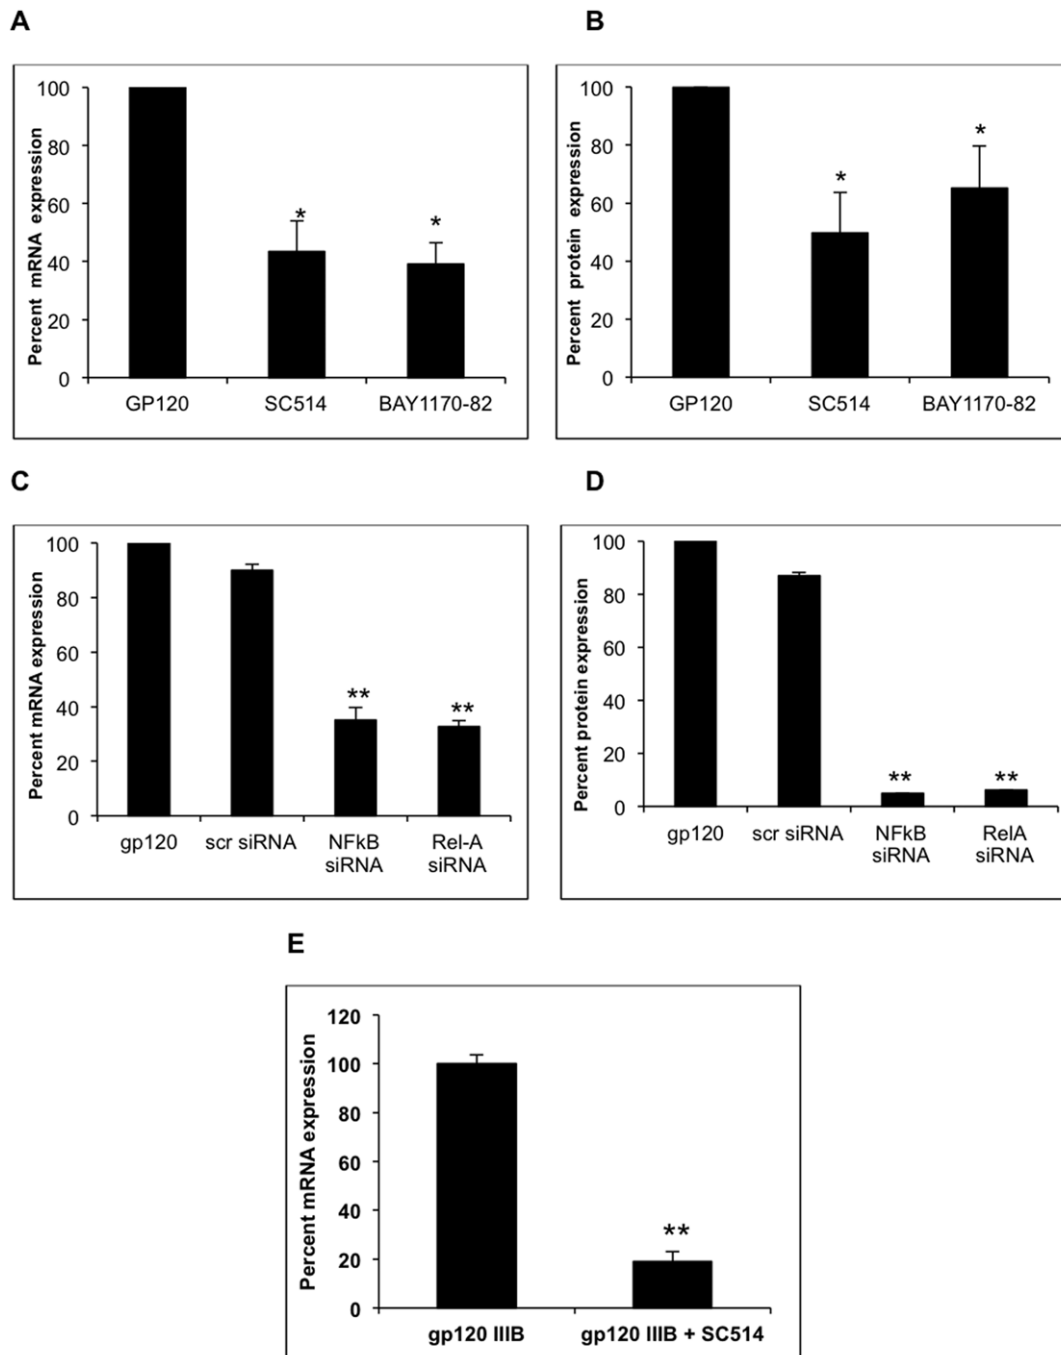 A
Percent mRNA expression
100
80
60
40
20
0
*
*
GP120
SC514
BAY1170-82
B
Percent protein expression
100
80
60
40
20
0
*
*
GP120
SC514
BAY1170-82
C
Percent mRNA expression
100
80
60
40
20
0
**
**
gp120
scr siRNA
NFkB
siRNA
Rel-A
siRNA
D
Percent protein expression
100
80
60
40
20
0
**
**
gp120
scr siRNA
NFkB
siRNA
RelA
siRNA
E
Percent mRNA expression
120
100
80
60
40
20
0
**
gp120 IIIB
gp120 IIIB + SC514